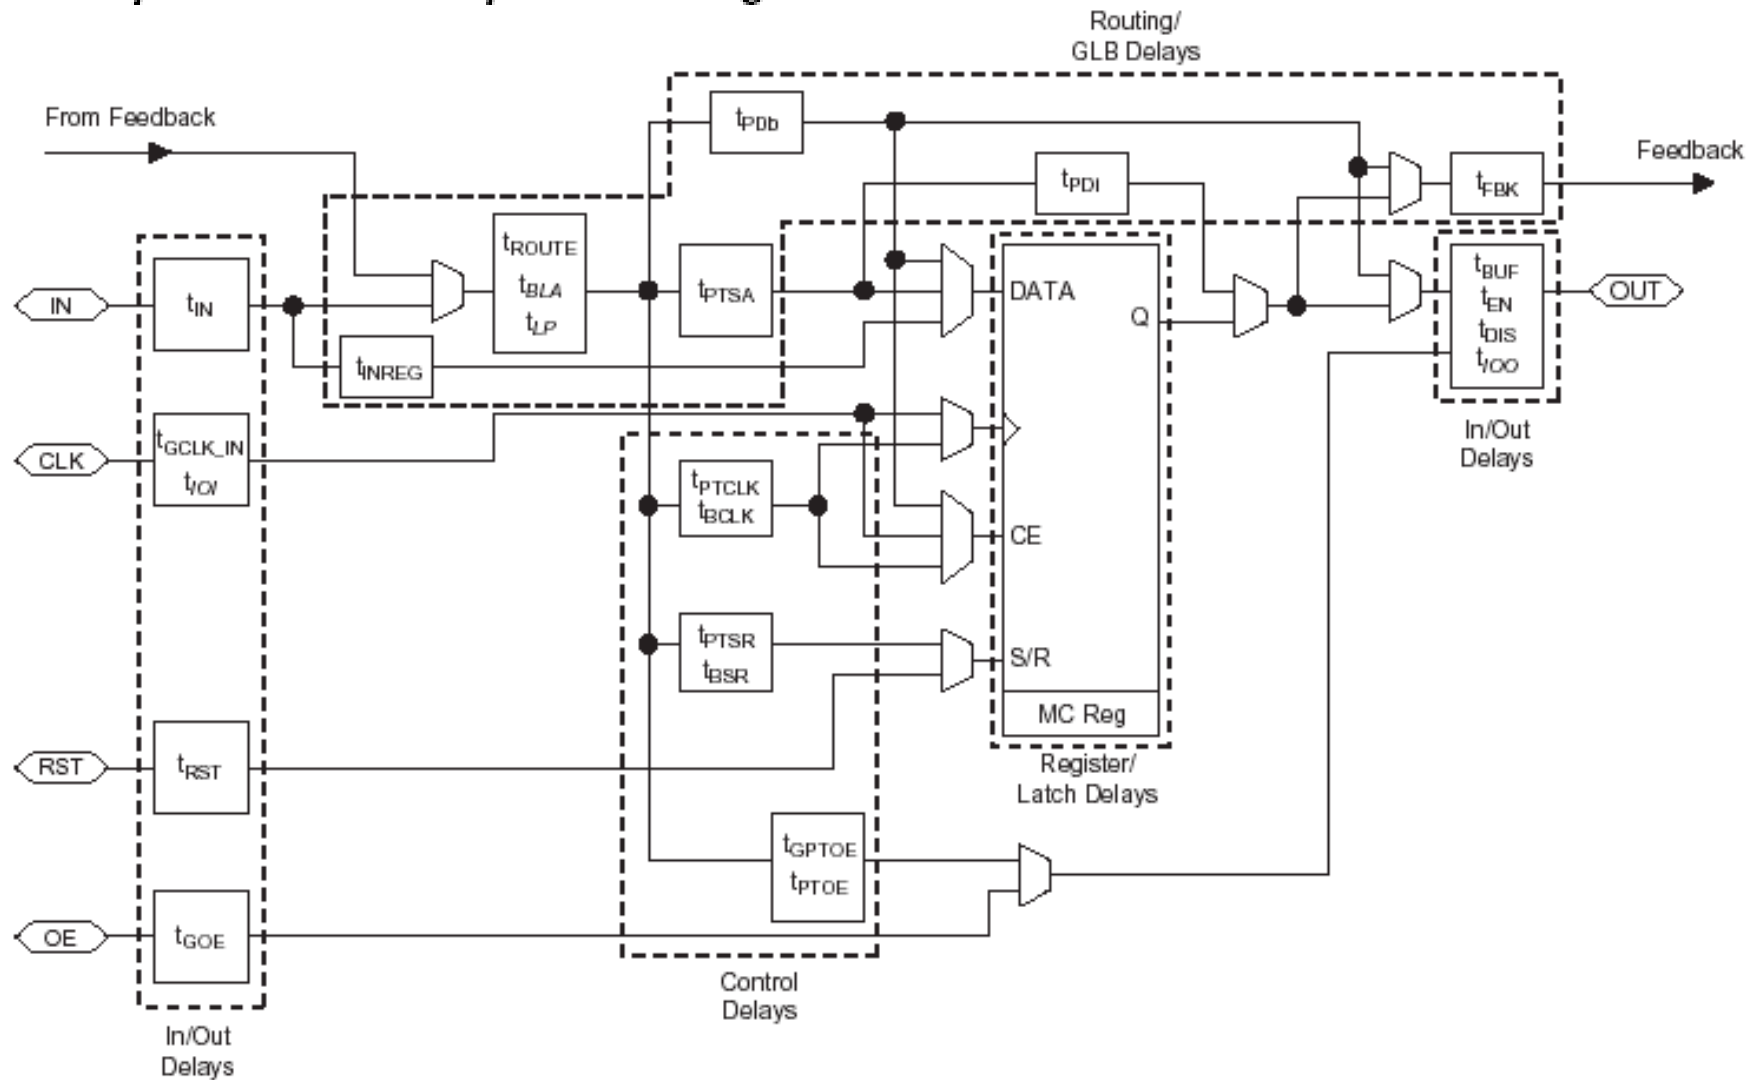 Routing/
GLB Delays
From Feedback
tPDb
Feedback
tPDI
tFBK
tROUTE
tBLA
tLP
tIN
IN
tPTSA
DATA
Q
tBUF
tEN
tDIS
tIOO
OUT
tINREG
In/Out
Delays
CLK
tGCLK_IN
tIOI
tPTCLK
tBCLK
CE
tPTSR
tBSR
S/R
MC Reg
Register/
Latch Delays
RST
tRST
tGPTOE
tPTOE
OE
tGOE
Control
Delays
In/Out
Delays